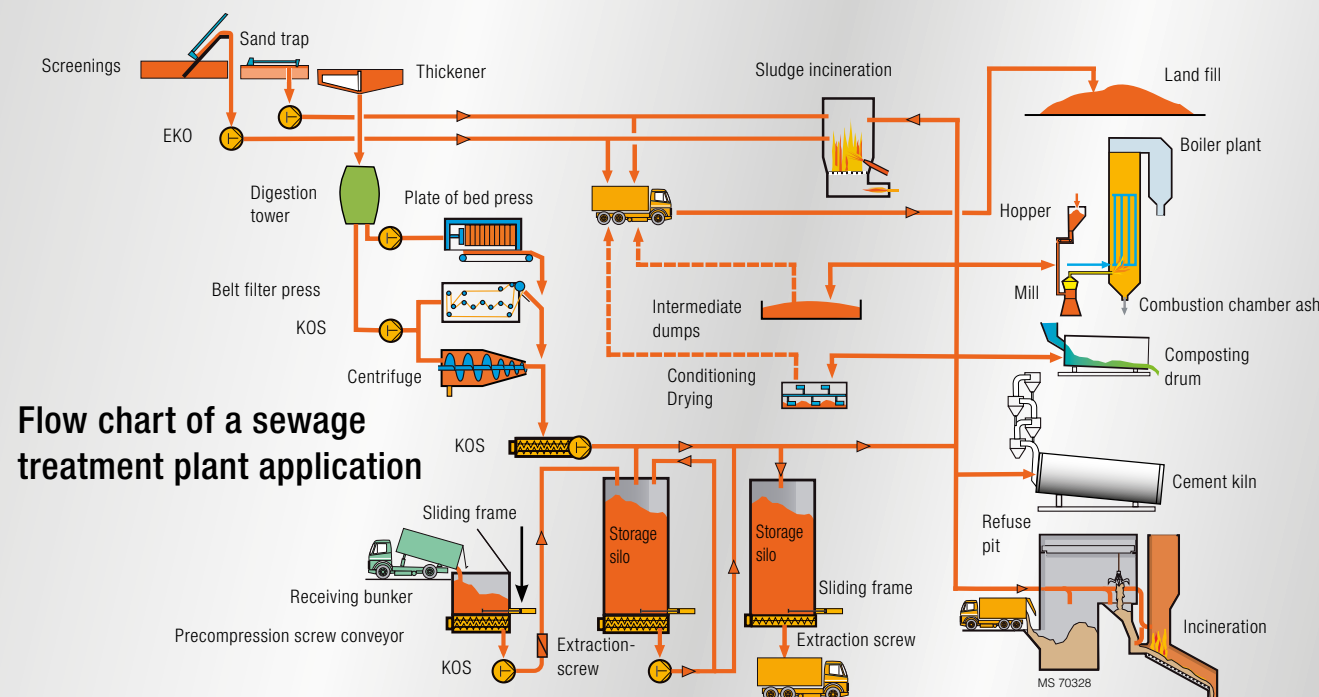 Screenings
Sand trap
Thickener
Sludge incineration
Land fill
EKO
Boiler plant
Digestion
tower
Plate of bed press
Hopper
Belt filter press
Intermediate
dumps
Mill
Combustion chamber ash
KOS
Centrifuge
Conditioning
Drying
Composting
drum
Flow chart of a sewage
treatment plant application
KOS
Cement kiln
Sliding frame
Storage
silo
Storage
silo
Refuse
pit
Receiving bunker
Sliding frame
Precompression screw conveyor
Extraction-
screw
Extraction screw
Incineration
KOS
MS 70328